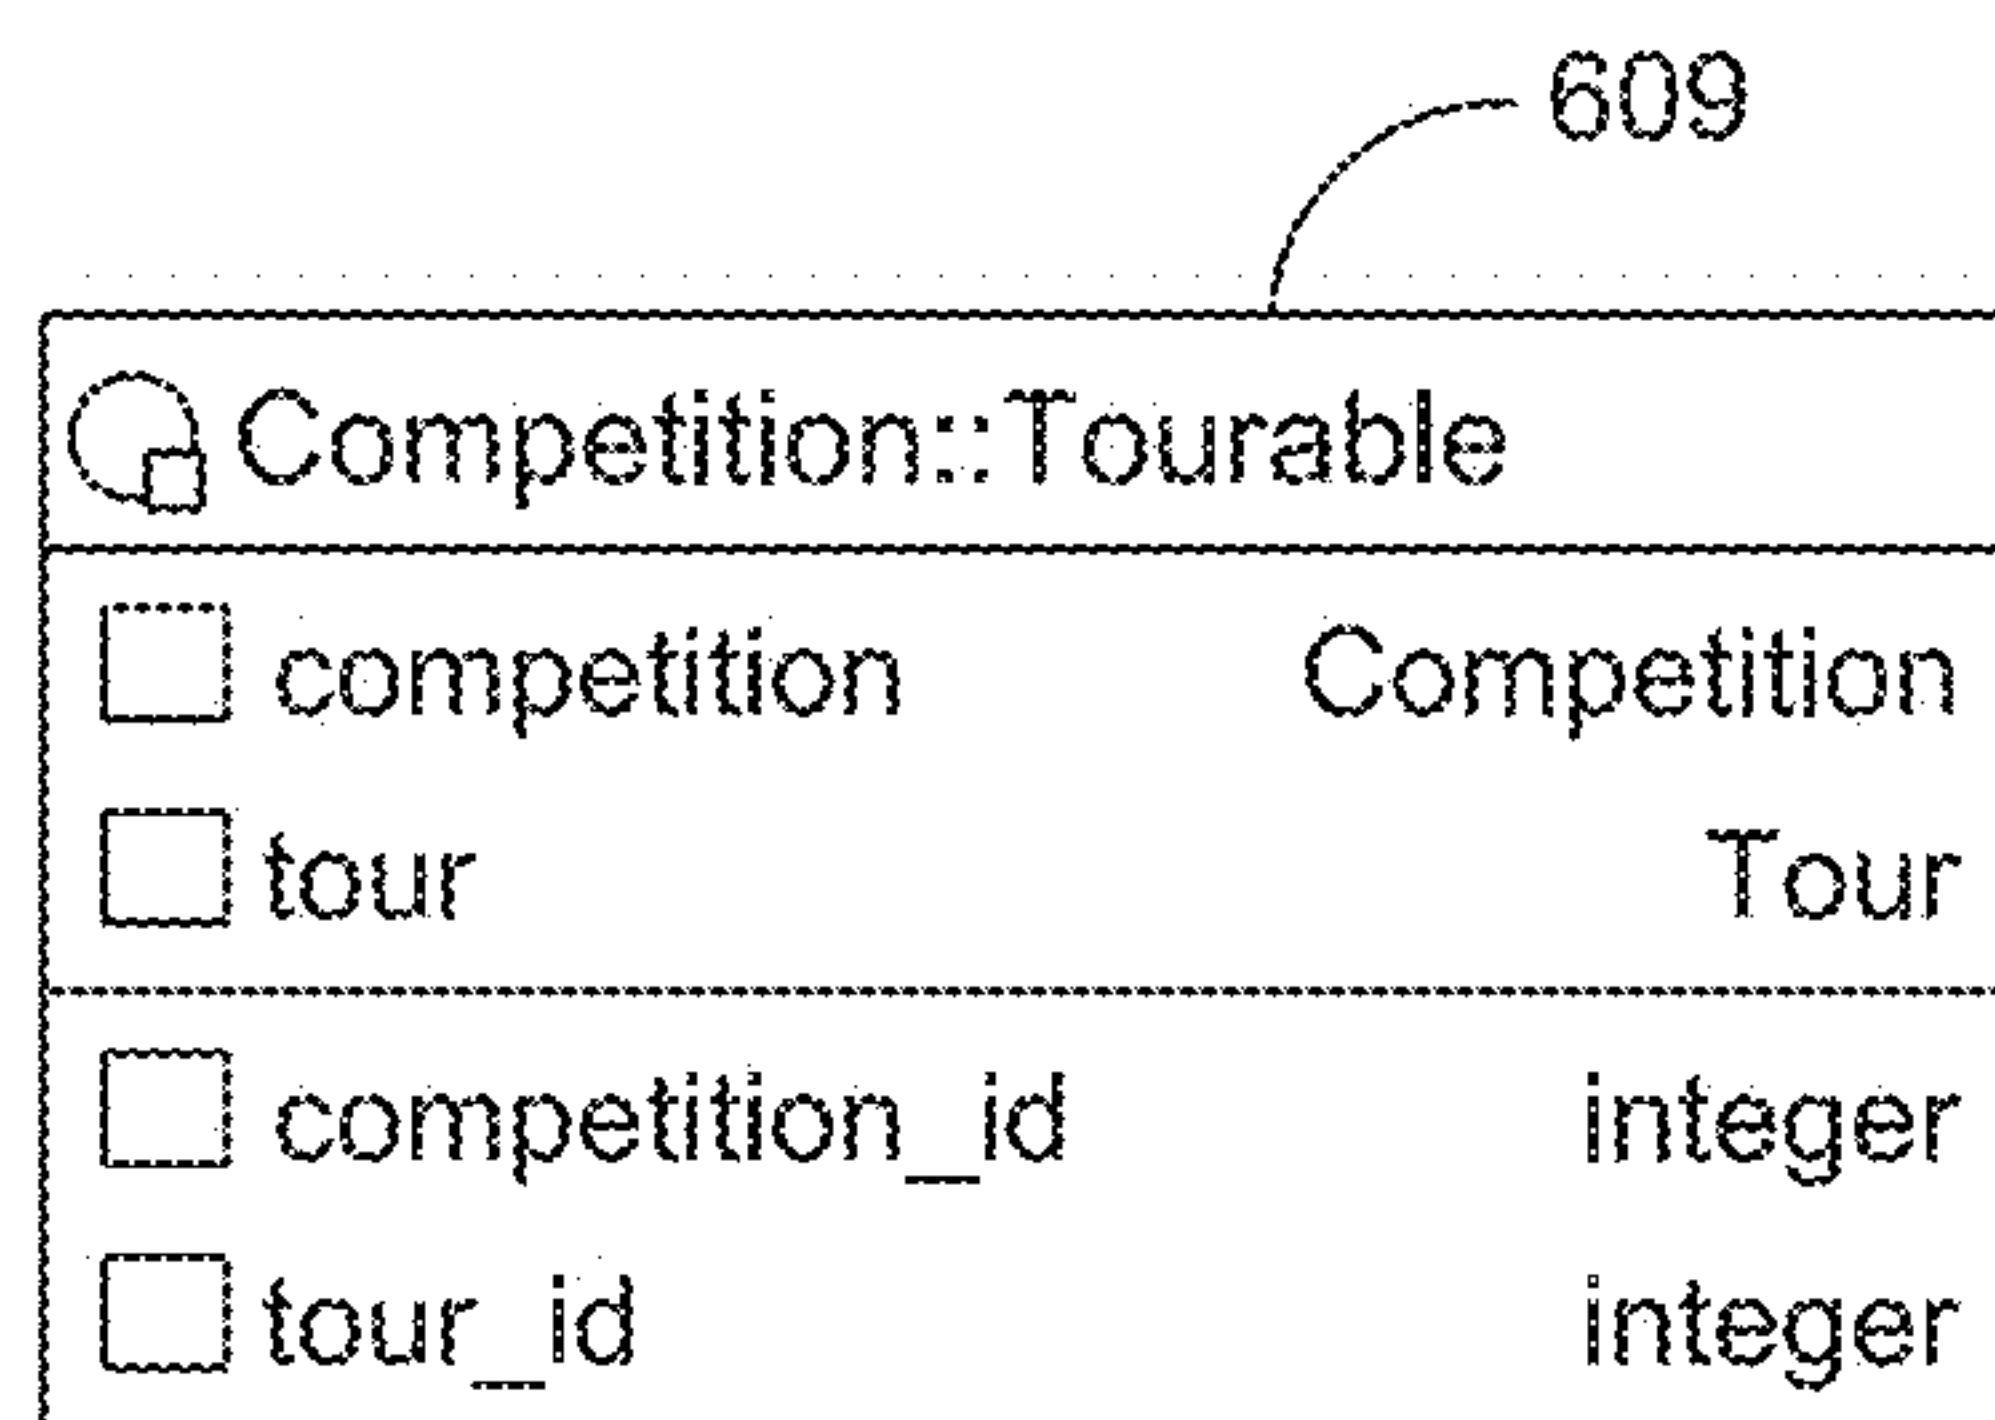 609
Competition::Tourable
competition Competition
tour Tour
competition_id integer
tour_id integer